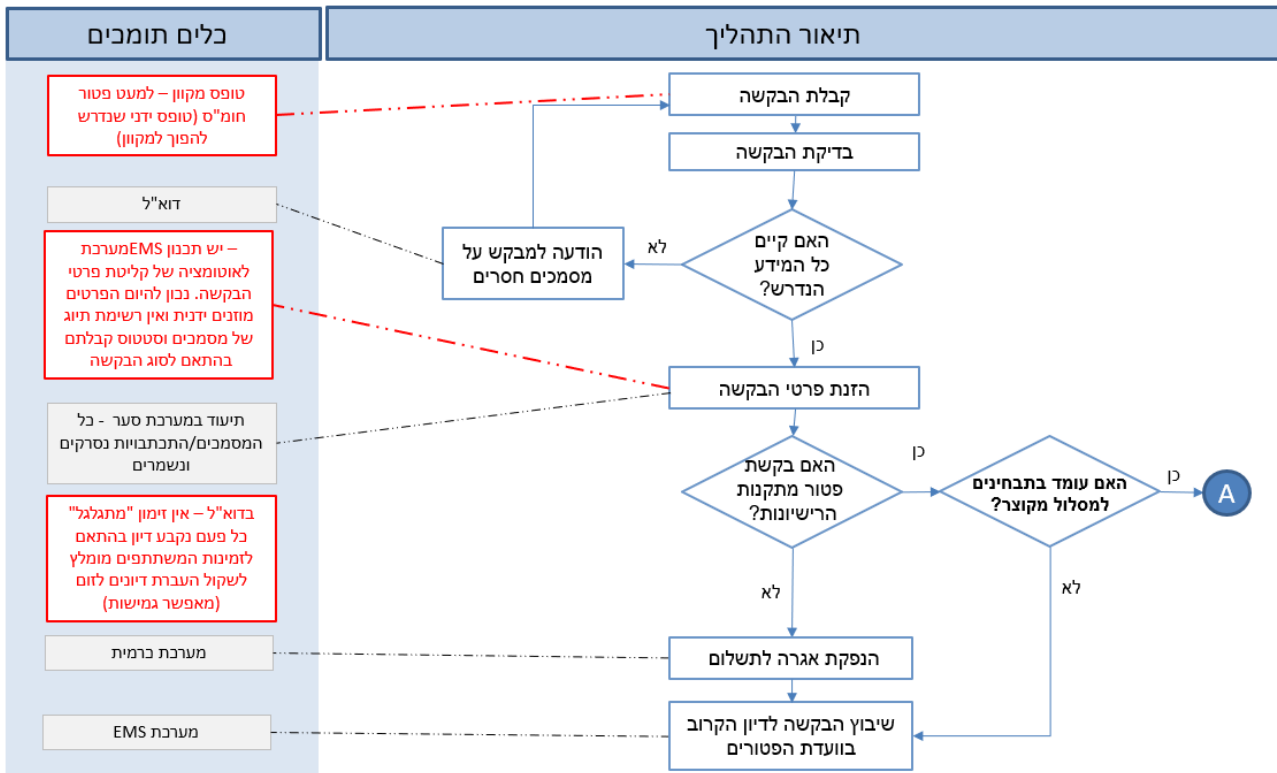 תיאור התהליך
כלים תומכים
קבלת הבקשה
בדיקת הבקשה
האם קיים
כל המידע
הנדרש?
לא
הודעה למבקש על
מסמכים חסרים
כן
הזנת פרטי הבקשה
האם בקשת
פטור מתקנות
הרישיונות?
כן
האם עומד בתבחינים
למסלול מקוצר?
כן
A
לא
לא
הנפקת אגרה לתשלום
שיבוץ הבקשה לדיון הקרוב
בוועדת הפטורים
טופס מקוון – למעט פטור
חומ"ס (טופס ידני שנדרש
להפוך למקוון)
דוא"ל
מערכתEMS יש תכנון –
לאוטומציה של קליטת פרטי
הבקשה. נכון להיום הפרטים
מוזנים ידנית ואין רשימת תיוג
של מסמכים וסטטוס קבלתם
בהתאם לסוג הבקשה
תיעוד במערכת סער - כל
המסמכים/התכתבויות נסרקים
ונשמרים
בדוא"ל – אין זימון "מתגלגל"
כל פעם נקבע דיון בהתאם
לזמינות המשתתפים מומלץ
לשקול העברת דיונים לזום
(מאפשר גמישות)
מערכת כרמית
מערכת EMS